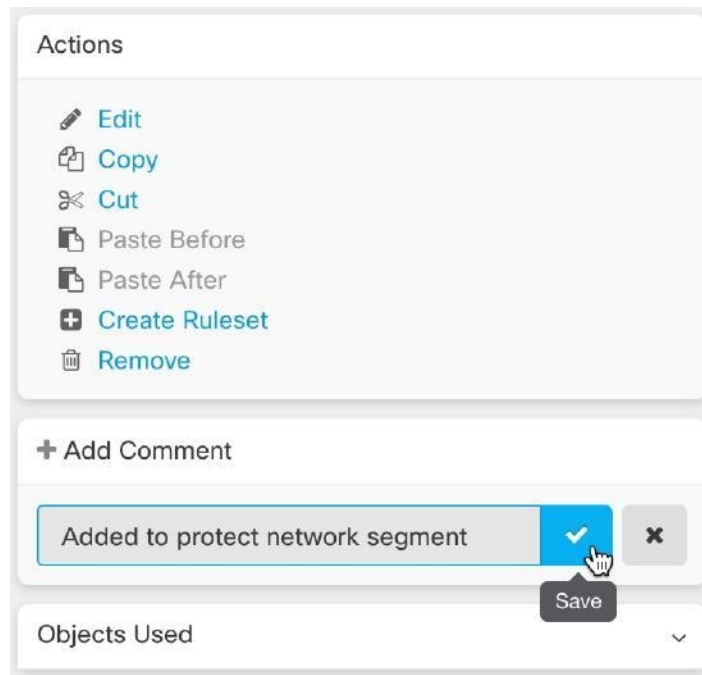 Actions
Edit
Copy
Cut
Paste Before
Paste After
Create Ruleset
Remove
Add Comment
Added to protect network segment
Save
Objects Used